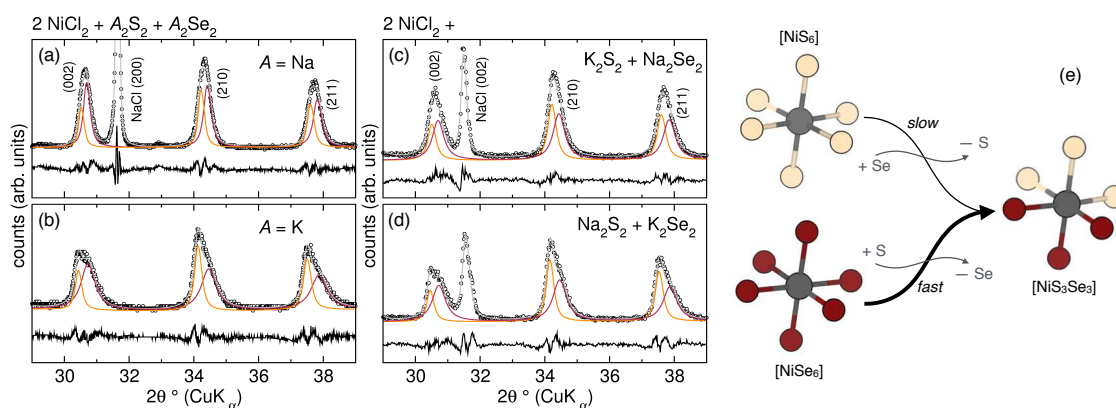 2 NiCl₂ + A₂S₂ + A₂Se₂
(a)
A = Na
(002)
NaCl (200)
(210)
(211)
(b)
A = K
counts (arb. units)
30 32 34 36 38
2θ ° (CuKα)
2 NiCl₂ +
(c)
K₂S₂ + Na₂Se₂
(002)
NaCl (002)
(210)
(211)
(d)
Na₂S₂ + K₂Se₂
counts (arb. units)
30 32 34 36 38
2θ ° (CuKα)
(e)
[NiS₆]
slow
– S
+ Se
+ S
– Se
fast
[NiSe₆]
[NiS₃Se₃]